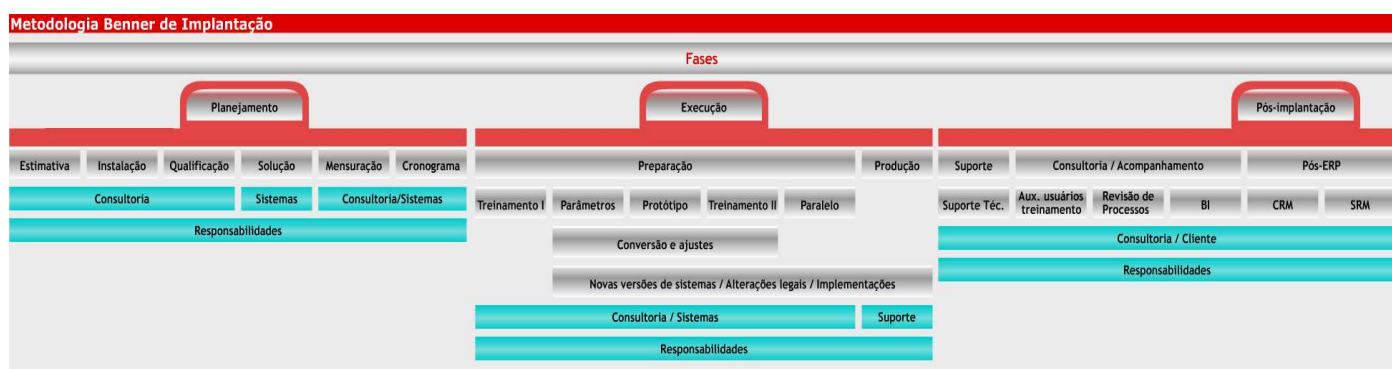 Metodologia Benner de Implantação
Fases
Planejamento
Execução
Pós-implantação
Estimativa
Instalação
Qualificação
Solução
Mensuração
Cronograma
Preparação
Produção
Suporte
Consultoria / Acompanhamento
Pós-ERP
Consultoria
Sistemas
Consultoria/Sistemas
Treinamento I
Parâmetros
Protótipo
Treinamento II
Paralelo
Suporte Téc.
Aux. usuários
treinamento
Revisão de
Processos
BI
CRM
SRM
Responsabilidades
Conversão e ajustes
Consultoria / Cliente
Novas versões de sistemas / Alterações legais / Implementações
Responsabilidades
Consultoria / Sistemas
Suporte
Responsabilidades